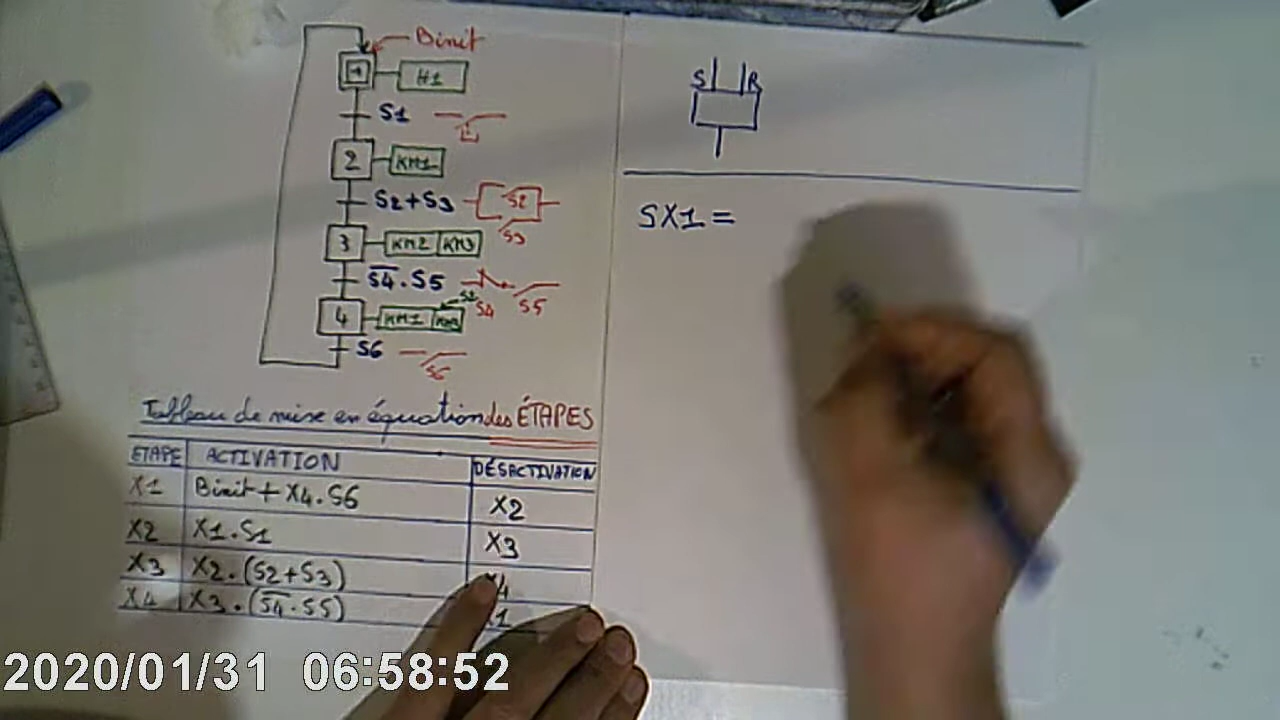 Binit
1 H1
S1
2 KM1
S2+S3 S2
S3
3 KM2 KM3
S̅4̅.S5
S4 S5
4 KM1 KM3
S6
S6
Tableau de mise en équation des ÉTAPES
ETAPE ACTIVATION DÉSACTIVATION
X1 Binit + X4.S6 X2
X2 X1.S1 X3
X3 X2.(S2+S3) X4
X4 X3.(S̅4̅.S5) X1
S R
SX1 =
2020/01/31 06:58:52